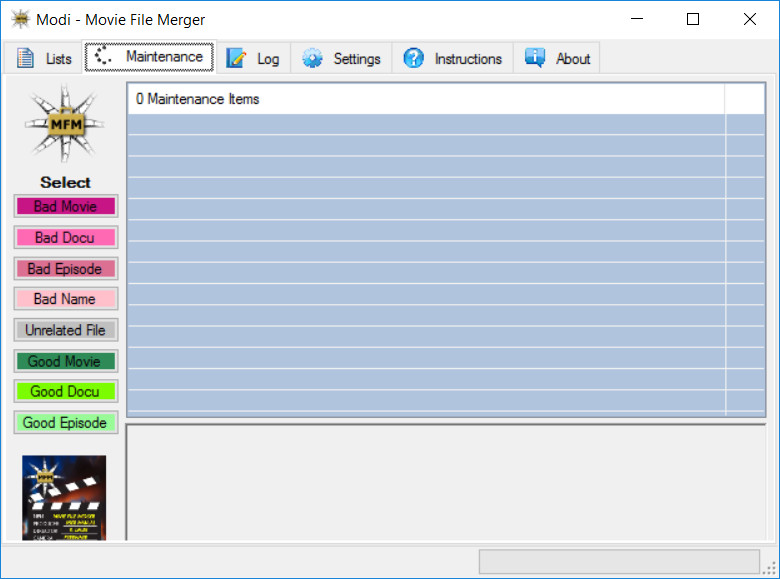 Modi - Movie File Merger
Lists Maintenance Log Settings Instructions About
MFM
0 Maintenance Items
Select
Bad Movie
Bad Docu
Bad Episode
Bad Name
Unrelated File
Good Movie
Good Docu
Good Episode